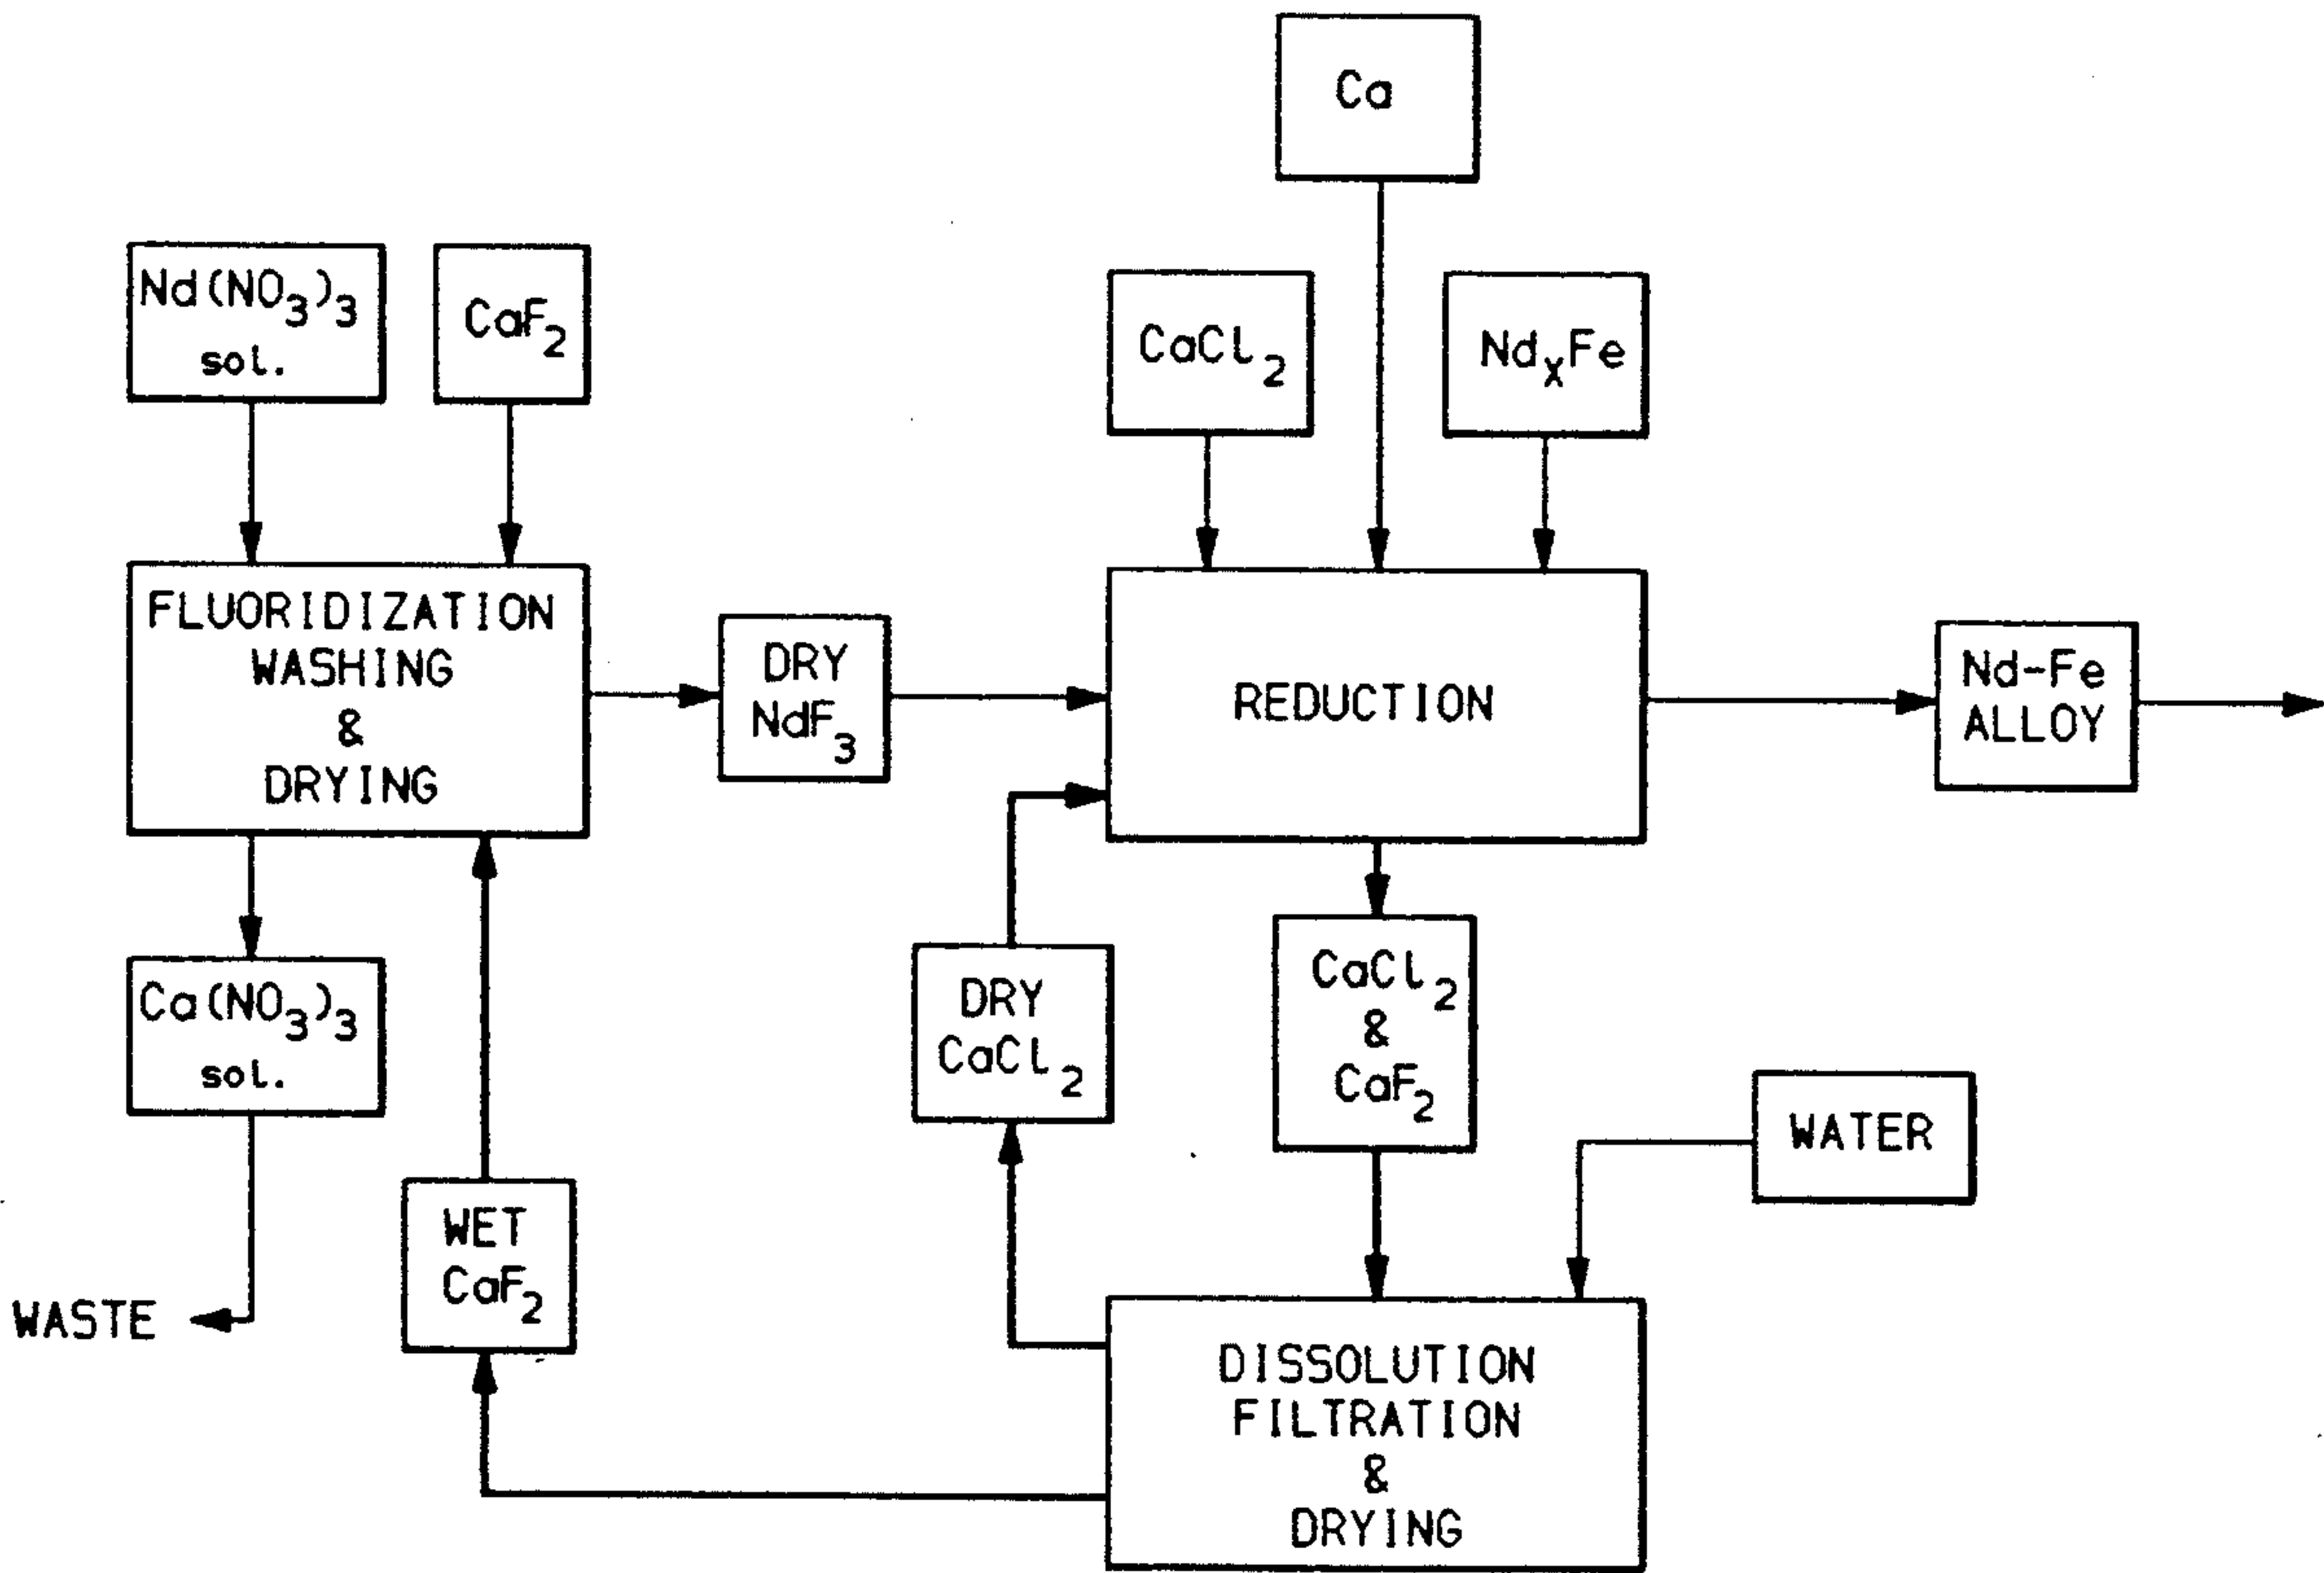 Ca
Nd(NO₃)₃
sol.
CaF₂
CaCl₂
NdₓFe
FLUORIDIZATION
WASHING
&
DRYING
DRY
NdF₃
REDUCTION
Nd-Fe
ALLOY
Ca(NO₃)₃
sol.
DRY
CaCl₂
CaCl₂
&
CaF₂
WATER
WET
CaF₂
WASTE
DISSOLUTION
FILTRATION
&
DRYING